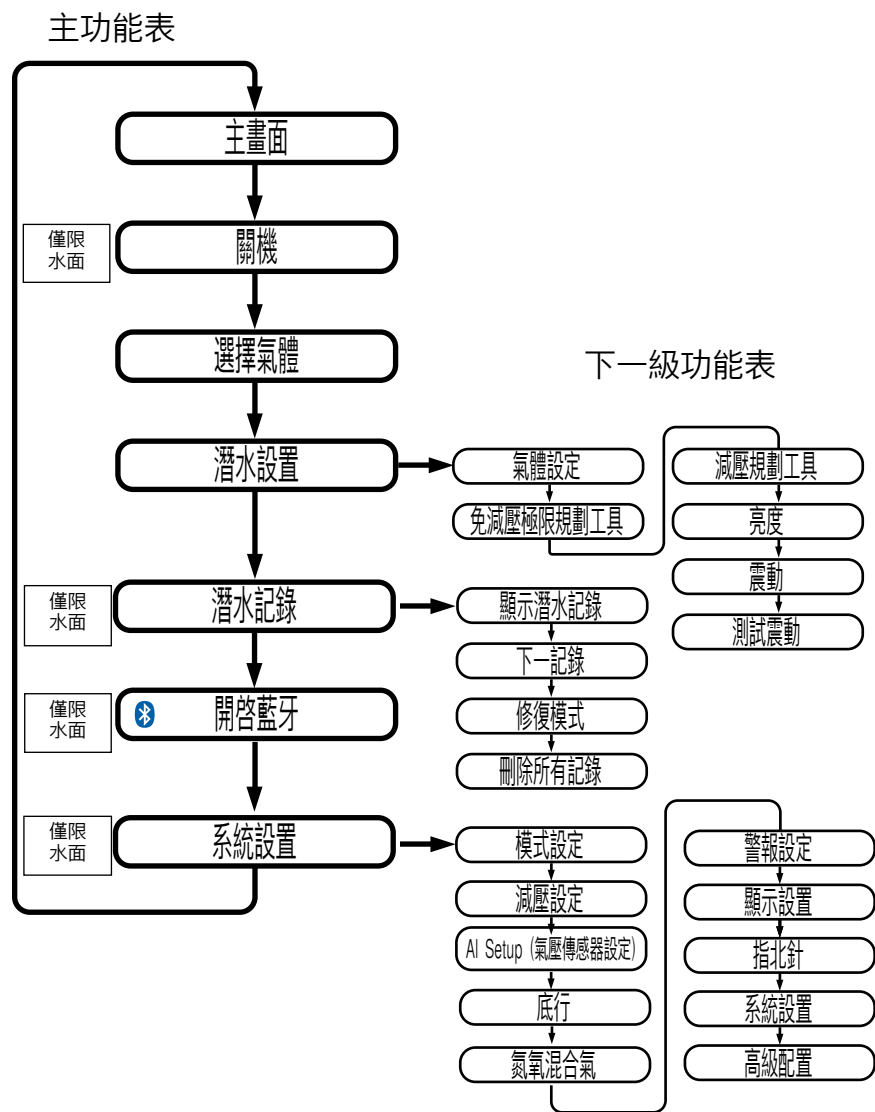 主功能表
主畫面
僅限
水面
關機
選擇氣體
潛水設置
僅限
水面
潛水記錄
僅限
水面
開啓藍牙
僅限
水面
系統設置
下一級功能表
氣體設定
免減壓極限規劃工具
減壓規劃工具
亮度
震動
測試震動
顯示潛水記錄
下一記錄
修復模式
刪除所有記錄
模式設定
減壓設定
AI Setup (氣壓傳感器設定)
底行
氮氧混合氣
警報設定
顯示設置
指北針
系統設置
高級配置